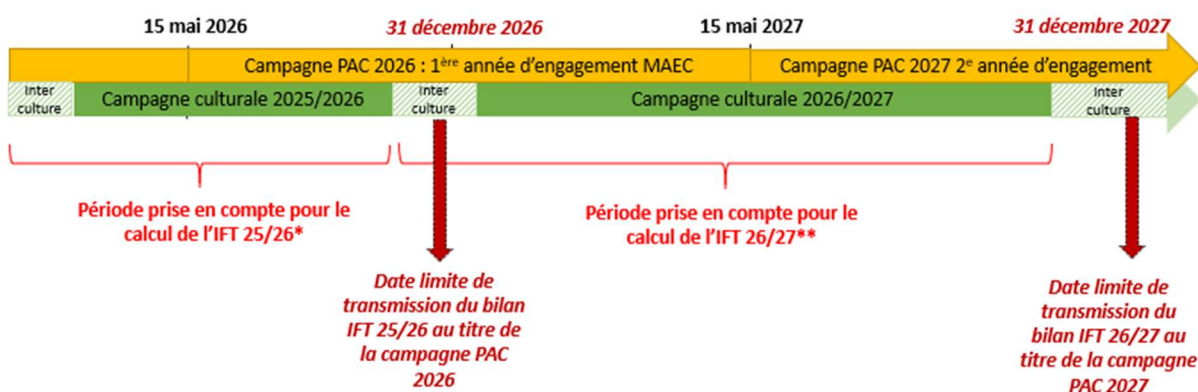 15 mai 2026
31 décembre 2026
15 mai 2027
31 décembre 2027
Campagne PAC 2026 : 1ère année d'engagement MAEC
Campagne PAC 2027 2e année d'engagement
Inter
culture
Campagne culturale 2025/2026
Inter
culture
Campagne culturale 2026/2027
Inter
culture
Période prise en compte pour le
calcul de l'IFT 25/26*
Période prise en compte pour le
calcul de l'IFT 26/27**
Date limite de
transmission du bilan
IFT 25/26 au titre de
la campagne PAC
2026
Date limite de
transmission du
bilan IFT 26/27 au
titre de la campagne
PAC 2027